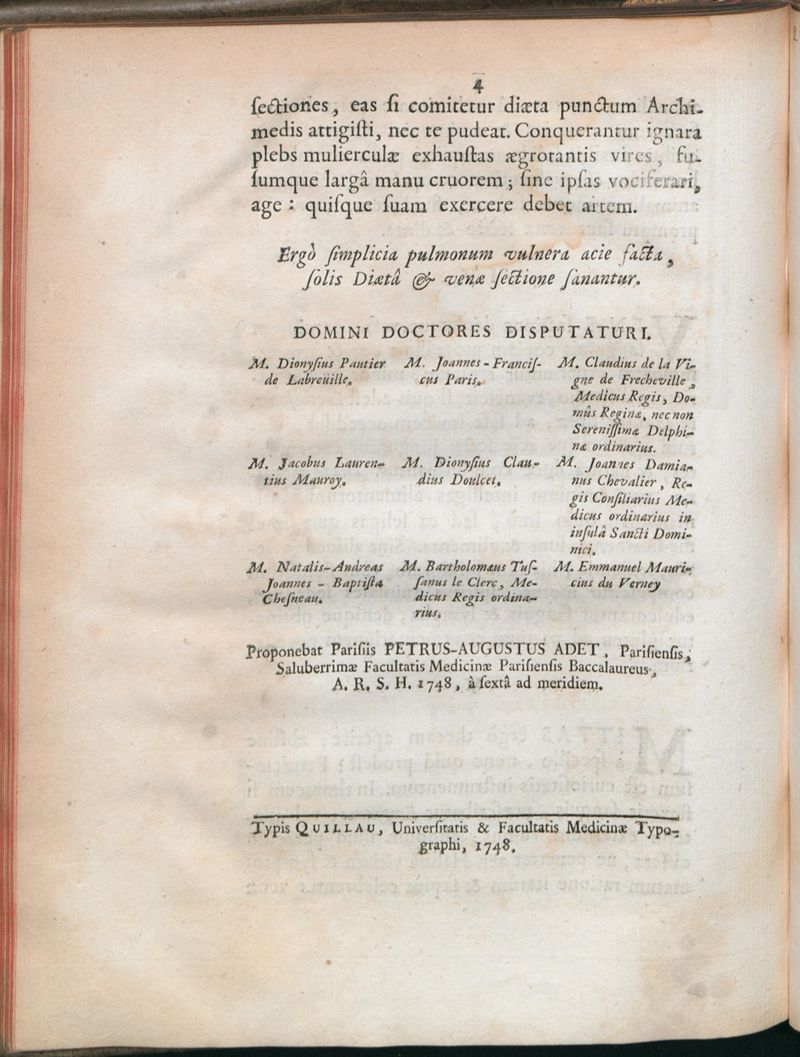 4
ſectiones, eas ſi comitetur diæta punctum Archi-
medis attigiſti, nec te pudeat. Conquerantur ignara
plebs mulierculæ exhauſtas ægrotantis vires, fu-
ſumque largâ manu cruorem; ſine ipſas vociferari,
age : quiſque ſuam exercere debet artem.
Ergò ſimplicia pulmonum vulnera acie facta,
ſolis Diætâ & venæ ſectione ſanantur.
DOMINI DOCTORES DISPUTATURI.
M. Dionyſius Pautier
de Labreüille.
M. Joannes-Franciſ-
cus Paris.
M. Claudius de la Vi-
gne de Frecheville,
Medicus Regis, Do-
mûs Reginæ, nec non
Sereniſſimæ Delphi-
næ ordinarius.
M. Jacobus Lauren-
tius Mauroy.
M. Dionyſius Clau-
dius Doulcet.
M. Joannes Damia-
nus Chevalier, Re-
gis Conſiliarius Me-
dicus ordinarius in
inſulâ Sancti Domi-
nici.
M. Natalis-Andreas
Joannes-Baptiſta
Cheſneau.
M. Bartholomæus Tuſ-
ſanus le Clerc, Me-
dicus Regis ordina-
rius.
M. Emmanuel Mauri-
cius du Verney
Proponebat Pariſiis PETRUS-AUGUSTUS ADET, Pariſienſis,
Saluberrimæ Facultatis Medicinæ Pariſienſis Baccalaureus,
A. R. S. H. 1748, à ſextâ ad meridiem.
Typis QUILLAU, Univerſitatis & Facultatis Medicinæ Typo-
graphi, 1748.